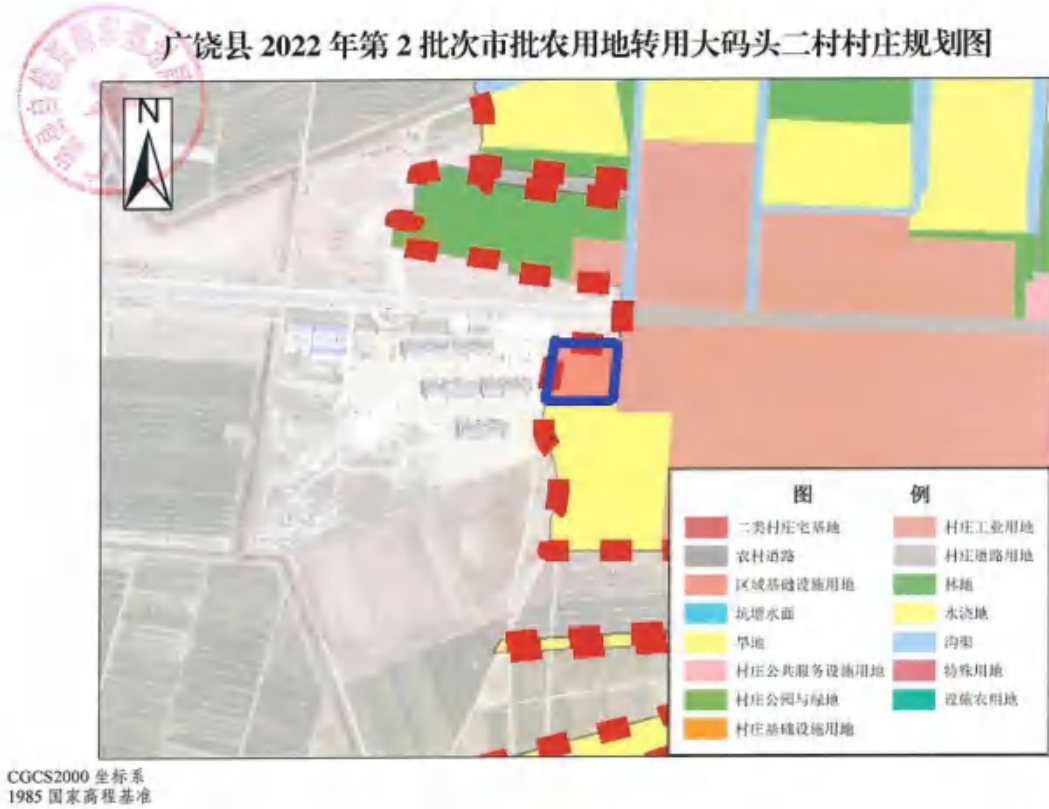 广饶县 2022 年第 2 批次市批农用地转用大码头二村村庄规划图
N
图 例
二类村庄宅基地
农村道路
区域基础设施用地
坑塘水面
旱地
村庄公共服务设施用地
村庄公园与绿地
村庄基础设施用地
村庄工业用地
村庄道路用地
林地
水浇地
沟渠
特殊用地
设施农用地
CGCS2000 坐标系
1985 国家高程基准